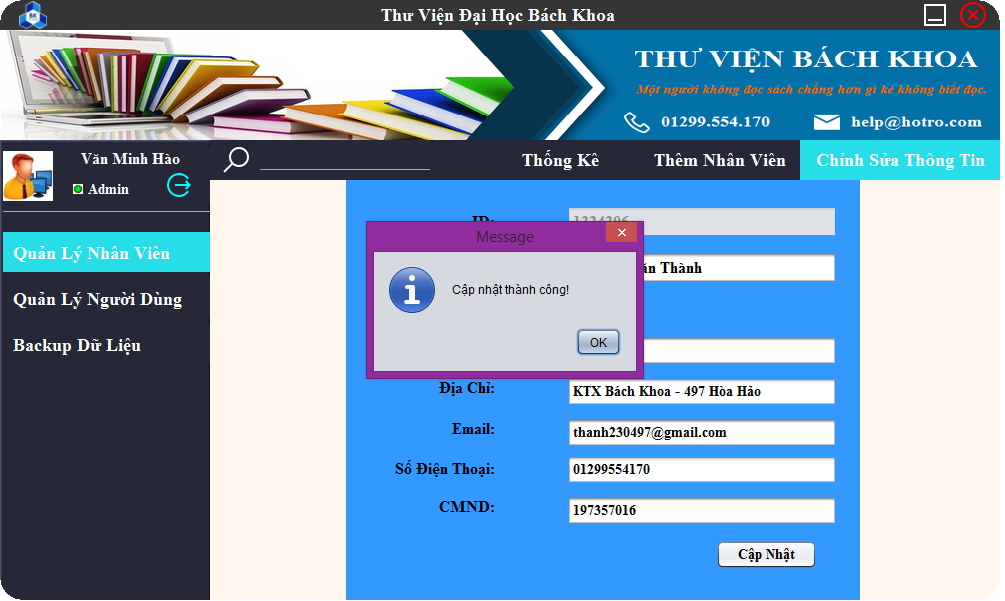 BK
Thư Viện Đại Học Bách Khoa
THƯ VIỆN BÁCH KHOA
Một người không đọc sách chẳng hơn gì kẻ không biết đọc.
01299.554.170 help@hotro.com
Văn Minh Hào
Admin
Thống Kê Thêm Nhân Viên Chỉnh Sửa Thông Tin
Quản Lý Nhân Viên
Quản Lý Người Dùng
Backup Dữ Liệu
ID:
Message
Thành
Cập nhật thành công!
OK
Địa Chỉ: KTX Bách Khoa - 497 Hòa Hảo
Email: thanh230497@gmail.com
Số Điện Thoại: 01299554170
CMND: 197357016
Cập Nhật